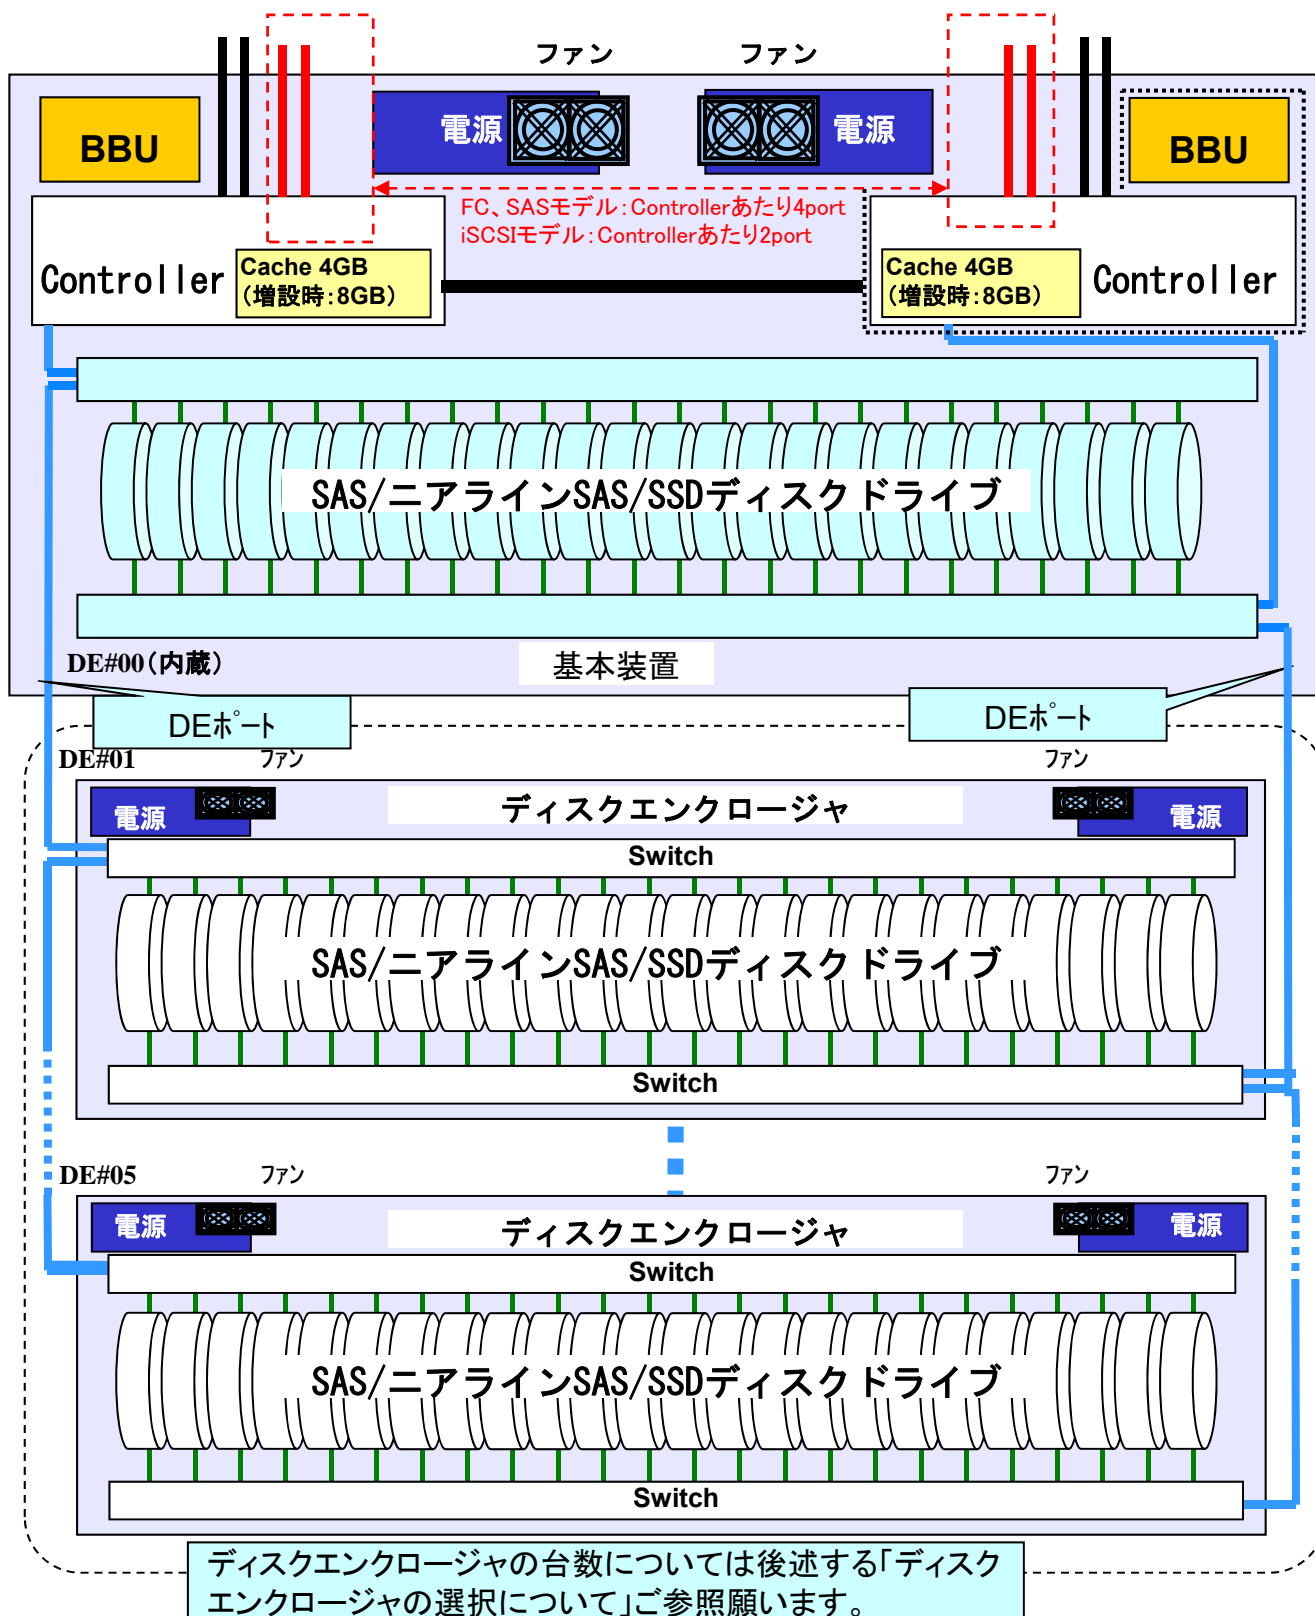 ファン ファン
BBU 電源 電源 BBU
FC、SASモデル：Controllerあたり4port
iSCSIモデル：Controllerあたり2port
Controller Cache 4GB Cache 4GB Controller
（増設時：8GB） （増設時：8GB）
SAS/ニアラインSAS/SSDディスクドライブ
DE#00（内蔵） 基本装置
DEﾎﾟｰﾄ DEﾎﾟｰﾄ
DE#01 ﾌｧﾝ ﾌｧﾝ
電源 ディスクエンクロージャ 電源
Switch
SAS/ニアラインSAS/SSDディスクドライブ
Switch
DE#05 ﾌｧﾝ ﾌｧﾝ
電源 ディスクエンクロージャ 電源
Switch
SAS/ニアラインSAS/SSDディスクドライブ
Switch
ディスクエンクロージャの台数については後述する「ディスク
エンクロージャの選択について」ご参照願います。